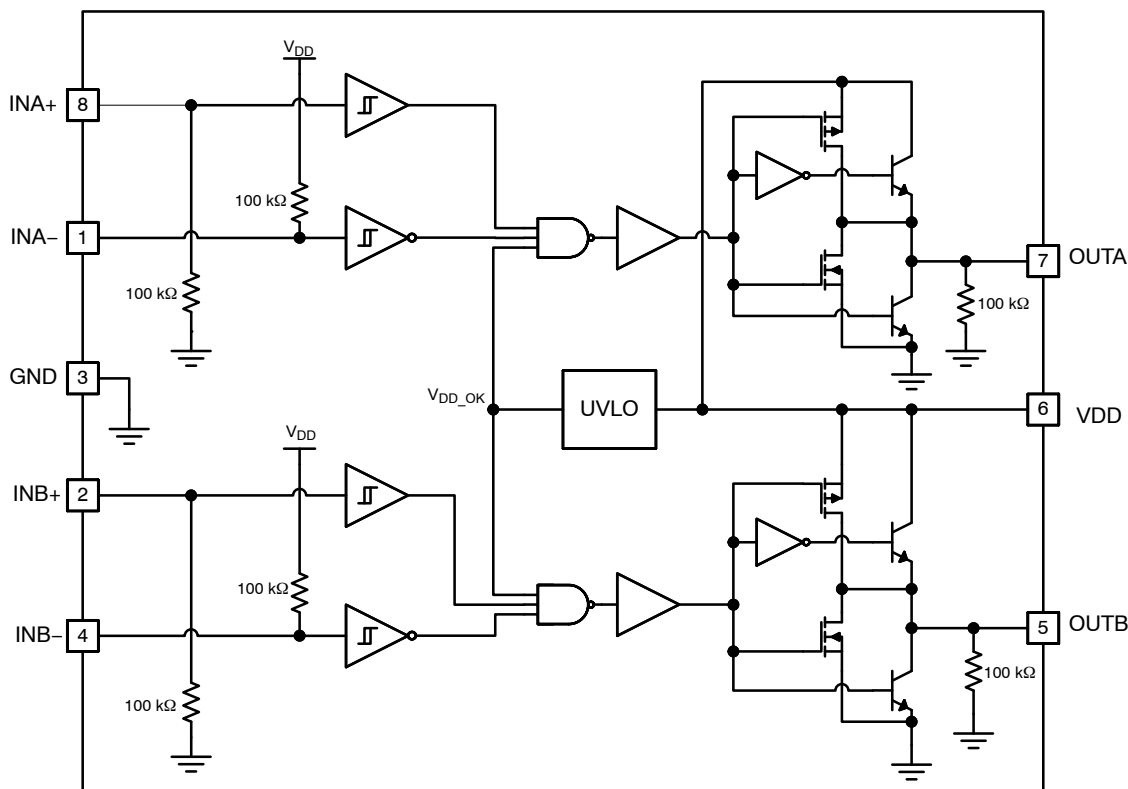 V_DD
INA+ 8
100 kΩ
INA− 1
100 kΩ
7 OUTA
100 kΩ
GND 3
V_DD_OK
UVLO
6 VDD
V_DD
INB+ 2
100 kΩ
INB− 4
5 OUTB
100 kΩ
100 kΩ